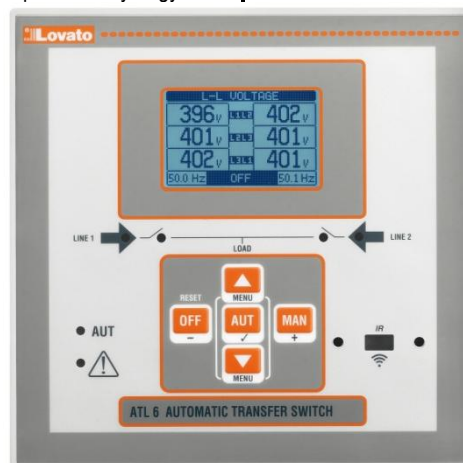 Lovato
L-L VOLTAGE
396V L1L2 402V
401V L2L3 401V
402V L3L1 401V
50.0 Hz OFF 50.1 Hz
LINE 1
LINE 2
LOAD
RESET
MENU
OFF
AUT
MAN
-
✓
+
MENU
AUT
IR
ATL 6 AUTOMATIC TRANSFER SWITCH